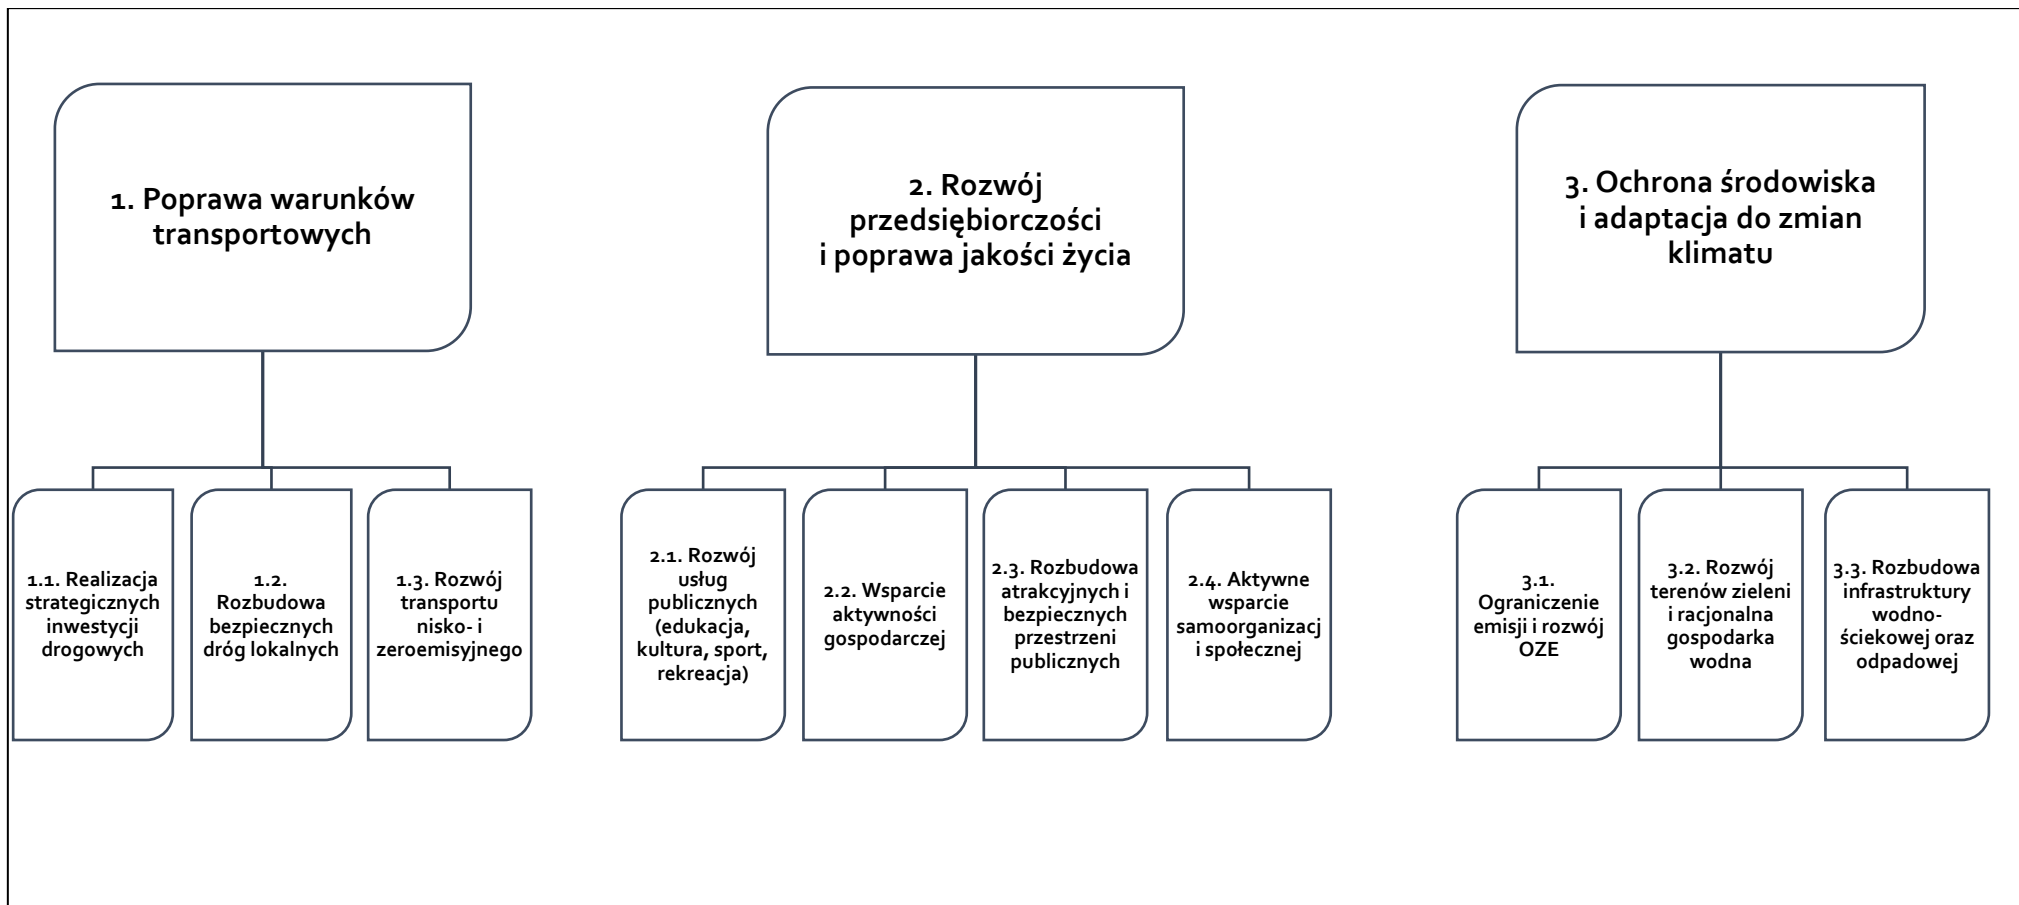 1. Poprawa warunków
transportowych
2. Rozwój
przedsiębiorczości
i poprawa jakości życia
3. Ochrona środowiska
i adaptacja do zmian
klimatu
1.1. Realizacja
strategicznych
inwestycji
drogowych
1.2.
Rozbudowa
bezpiecznych
dróg lokalnych
1.3. Rozwój
transportu
nisko- i
zeroemisyjnego
2.1. Rozwój
usług
publicznych
(edukacja,
kultura, sport,
rekreacja)
2.2. Wsparcie
aktywności
gospodarczej
2.3. Rozbudowa
atrakcyjnych i
bezpiecznych
przestrzeni
publicznych
2.4. Aktywne
wsparcie
samoorganizacj
i społecznej
3.1.
Ograniczenie
emisji i rozwój
OZE
3.2. Rozwój
terenów zieleni
i racjonalna
gospodarka
wodna
3.3. Rozbudowa
infrastruktury
wodno-
ściekowej oraz
odpadowej